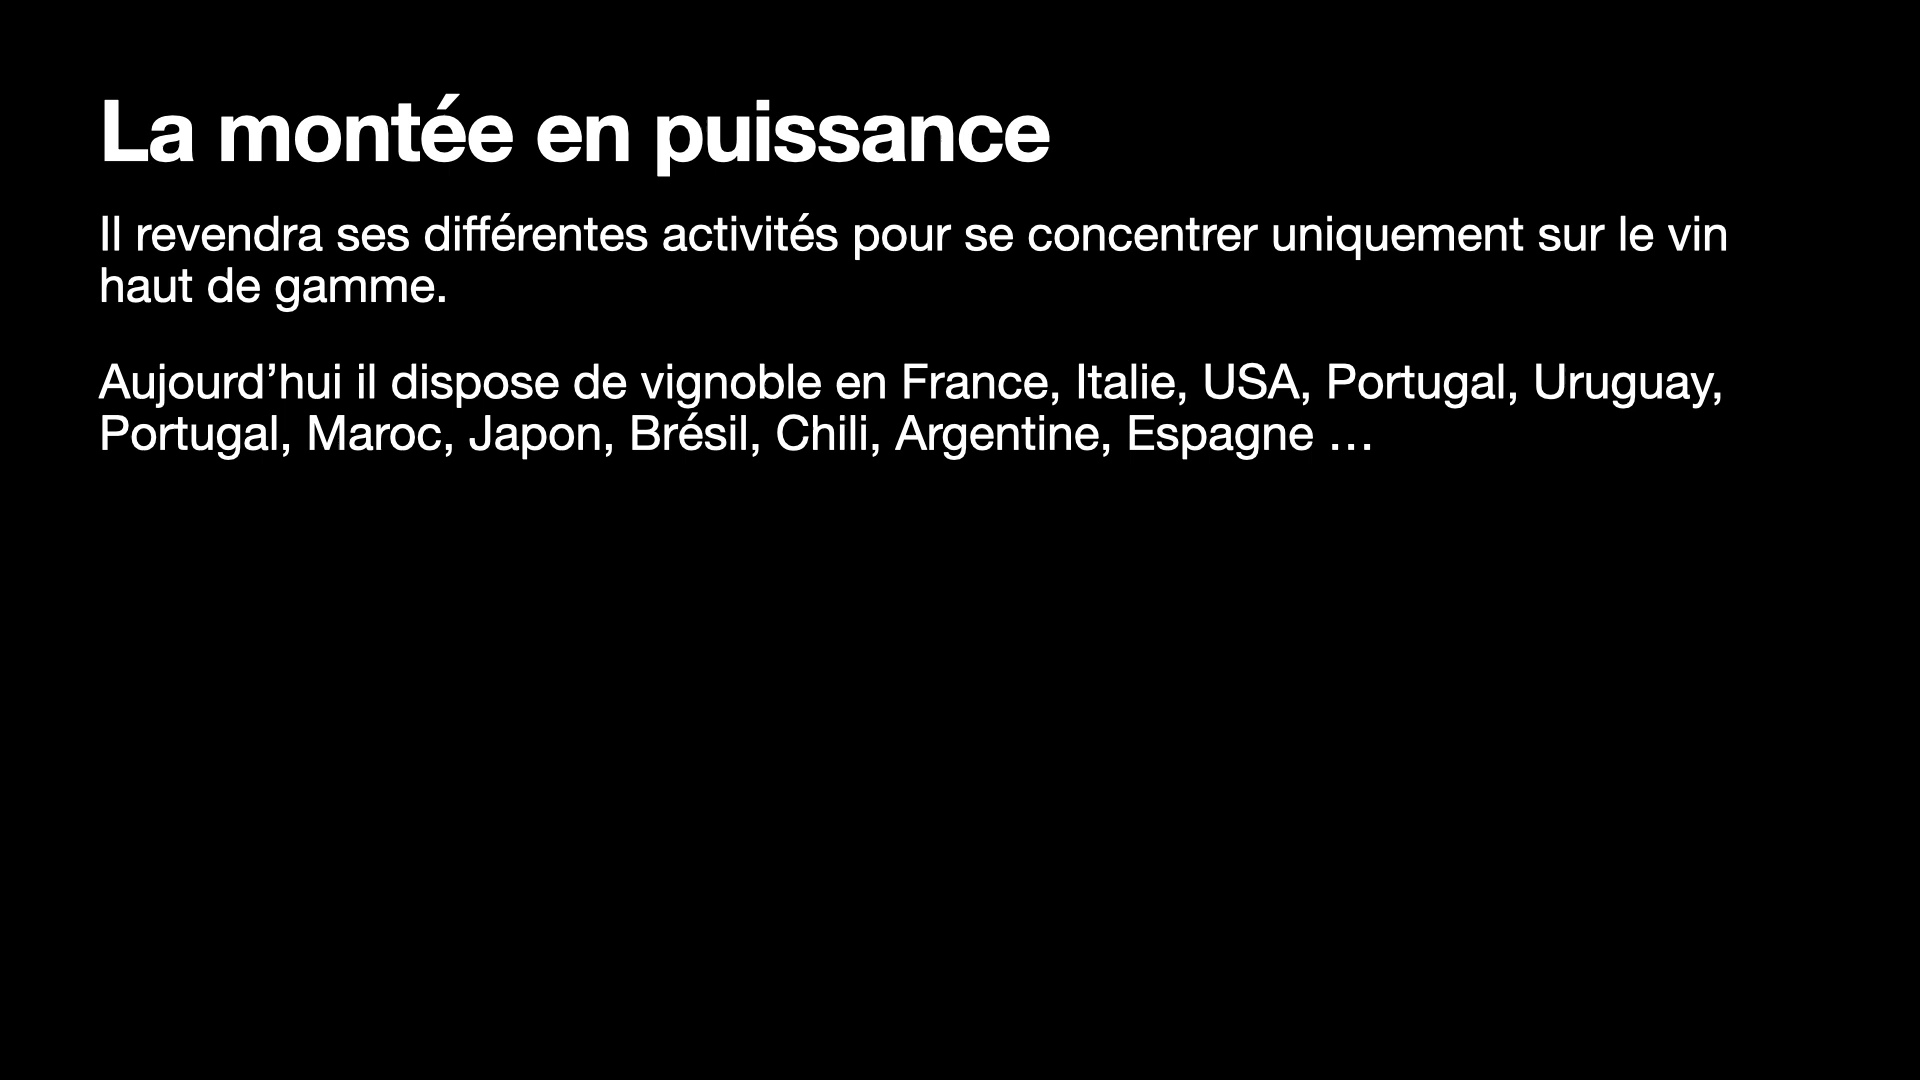 La montée en puissance
Il revendra ses différentes activités pour se concentrer uniquement sur le vin
haut de gamme.
Aujourd’hui il dispose de vignoble en France, Italie, USA, Portugal, Uruguay,
Portugal, Maroc, Japon, Brésil, Chili, Argentine, Espagne …